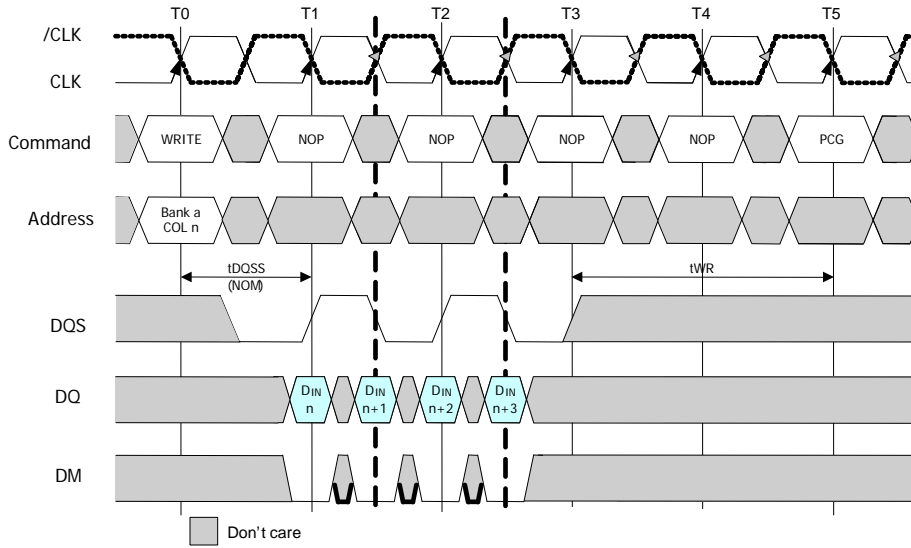 T0 T1 T2 T3 T4 T5
/CLK
CLK
Command WRITE NOP NOP NOP NOP PCG
Address Bank a
COL n
tDQSS
(NOM)
tWR
DQS
DQ DIN DIN DIN DIN
n n+1 n+2 n+3
DM
Don't care